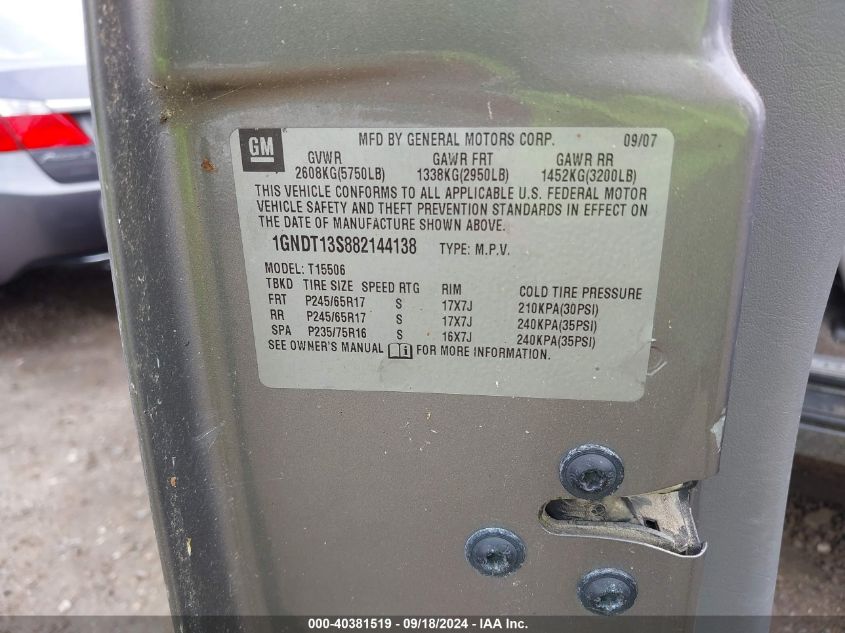 GM MFD BY GENERAL MOTORS CORP. 09/07
GVWR GAWR FRT GAWR RR
2608KG(5750LB) 1338KG(2950LB) 1452KG(3200LB)
THIS VEHICLE CONFORMS TO ALL APPLICABLE U.S. FEDERAL MOTOR
VEHICLE SAFETY AND THEFT PREVENTION STANDARDS IN EFFECT ON
THE DATE OF MANUFACTURE SHOWN ABOVE.
1GNDT13S882144138 TYPE: M.P.V.
MODEL: T15506
TBKD TIRE SIZE SPEED RTG RIM COLD TIRE PRESSURE
FRT P245/65R17 S 17X7J 210KPA(30PSI)
RR P245/65R17 S 17X7J 240KPA(35PSI)
SPA P235/75R16 S 16X7J 240KPA(35PSI)
SEE OWNER'S MANUAL FOR MORE INFORMATION.
000-40381519 - 09/18/2024 - IAA Inc.